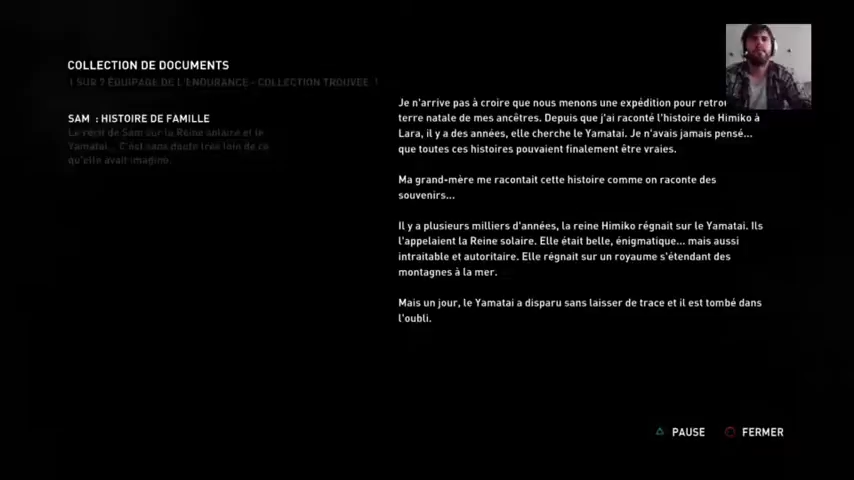 COLLECTION DE DOCUMENTS
1 SUR 7 ÉQUIPAGE DE L'ENDURANCE - COLLECTION TROUVÉE !
SAM : HISTOIRE DE FAMILLE
Le récit de Sam sur la Reine solaire et le
Yamatai... C'est sans doute très loin de ce
qu'elle avait imaginé.
Je n'arrive pas à croire que nous menons une expédition pour
terre natale de mes ancêtres. Depuis que j'ai raconté l'histoire de Himiko à
Lara, il y a des années, elle cherche le Yamatai. Je n'avais jamais pensé...
que toutes ces histoires pouvaient finalement être vraies.
Ma grand-mère me racontait cette histoire comme on raconte des
souvenirs...
Il y a plusieurs milliers d'années, la reine Himiko régnait sur le Yamatai. Ils
l'appelaient la Reine solaire. Elle était belle, énigmatique... mais aussi
intraitable et autoritaire. Elle régnait sur un royaume s'étendant des
montagnes à la mer.
Mais un jour, le Yamatai a disparu sans laisser de trace et il est tombé dans
l'oubli.
PAUSE
FERMER